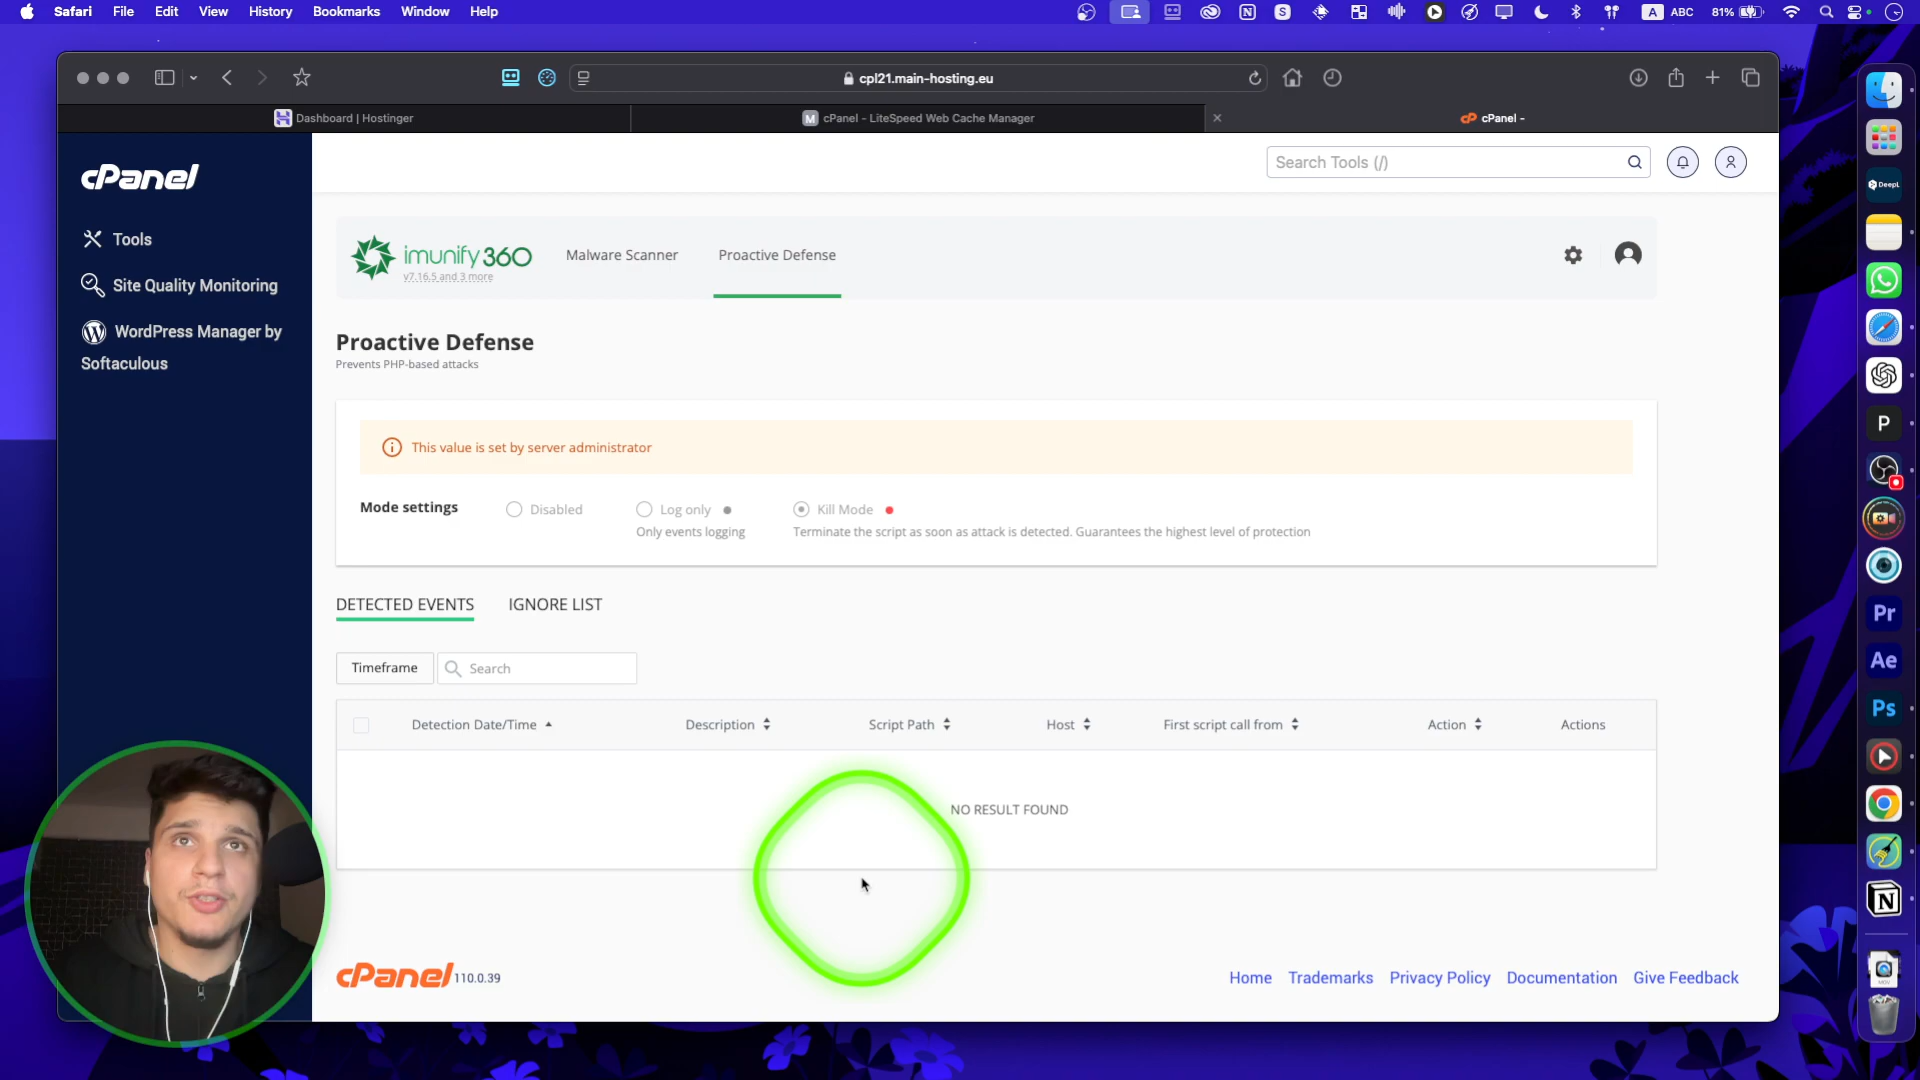 Safari File Edit View History Bookmarks Window Help
A ABC 81%
cpl21.main-hosting.eu
Dashboard | Hostinger
M cPanel - LiteSpeed Web Cache Manager
cPanel -
cPanel
Search Tools (/)
Tools
Site Quality Monitoring
WordPress Manager by
Softaculous
imunify360
v7.16.5 and 3 more
Malware Scanner
Proactive Defense
Proactive Defense
Prevents PHP-based attacks
This value is set by server administrator
Mode settings
Disabled
Log only
Only events logging
Kill Mode
Terminate the script as soon as attack is detected. Guarantees the highest level of protection
DETECTED EVENTS
IGNORE LIST
Timeframe
Search
Detection Date/Time
Description
Script Path
Host
First script call from
Action
Actions
NO RESULT FOUND
cPanel 110.0.39
Home
Trademarks
Privacy Policy
Documentation
Give Feedback
DeepL
P
Pr
Ae
Ps